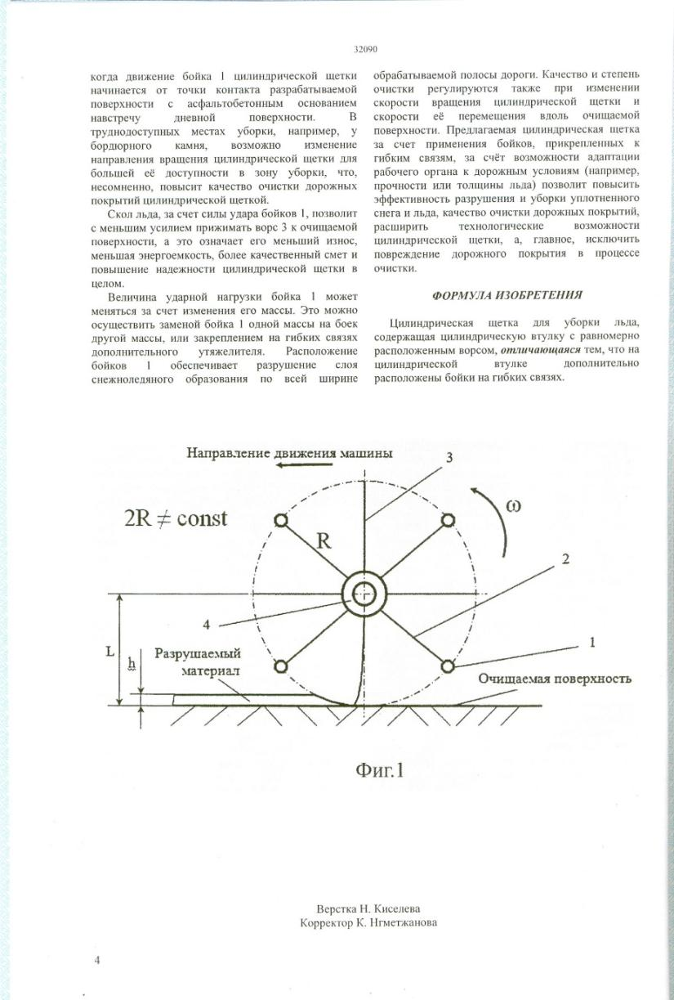 32090
когда движение бойка 1 цилиндрической щетки
начинается от точки контакта разрабатываемой
поверхности с асфальтобетонным основанием
навстречу дневной поверхности. В
труднодоступных местах уборки, например, у
бордюрного камня, возможно изменение
направления вращения цилиндрической щетки для
большей её доступности в зону уборки, что,
несомненно, повысит качество очистки дорожных
покрытий цилиндрической щеткой.
Скол льда, за счет силы удара бойков 1, позволит
с меньшим усилием прижимать ворс 3 к очищаемой
поверхности, а это означает его меньший износ,
меньшая энергоемкость, более качественный смет и
повышение надежности цилиндрической щетки в
целом.
Величина ударной нагрузки бойка 1 может
меняться за счет изменения его массы. Это можно
осуществить заменой бойка 1 одной массы на боек
другой массы, или закреплением на гибких связях
дополнительного утяжелителя. Расположение
бойков 1 обеспечивает разрушение слоя
снежноледяного образования по всей ширине
обрабатываемой полосы дороги. Качество и степень
очистки регулируются также при изменении
скорости вращения цилиндрической щетки и
скорости её перемещения вдоль очищаемой
поверхности. Предлагаемая цилиндрическая щетка
за счет применения бойков, прикрепленных к
гибким связям, за счёт возможности адаптации
рабочего органа к дорожным условиям (например,
прочности или толщины льда) позволит повысить
эффективность разрушения и уборки уплотненного
снега и льда, качество очистки дорожных покрытий,
расширить технологические возможности
цилиндрической щетки, а, главное, исключить
повреждение дорожного покрытия в процессе
очистки.
ФОРМУЛА ИЗОБРЕТЕНИЯ
Цилиндрическая щетка для уборки льда,
содержащая цилиндрическую втулку с равномерно
расположенным ворсом, отличающаяся тем, что на
цилиндрической втулке дополнительно
расположены бойки на гибких связях.
Направление движения машины
3
2R ≠ const
R
ω
2
4
1
L
h
Разрушаемый
материал
Очищаемая поверхность
Фиг.1
Верстка Н. Киселева
Корректор К. Нгметжанова
4